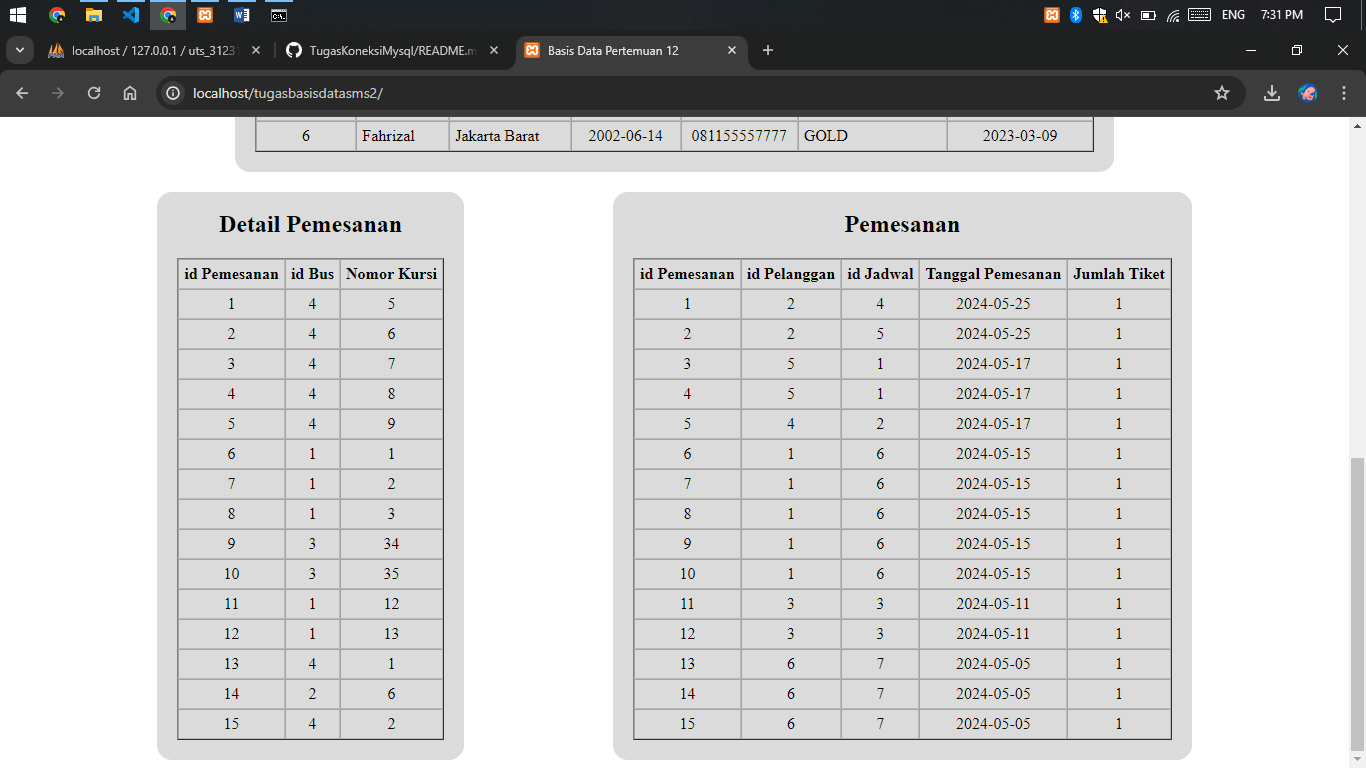 ENG 7:31 PM
localhost / 127.0.0.1 / uts_3123
TugasKoneksiMysql/README.m
Basis Data Pertemuan 12
localhost/tugasbasisdatasms2/
6 Fahrizal Jakarta Barat 2002-06-14 081155557777 GOLD 2023-03-09
Detail Pemesanan
id Pemesanan id Bus Nomor Kursi
1 4 5
2 4 6
3 4 7
4 4 8
5 4 9
6 1 1
7 1 2
8 1 3
9 3 34
10 3 35
11 1 12
12 1 13
13 4 1
14 2 6
15 4 2
Pemesanan
id Pemesanan id Pelanggan id Jadwal Tanggal Pemesanan Jumlah Tiket
1 2 4 2024-05-25 1
2 2 5 2024-05-25 1
3 5 1 2024-05-17 1
4 5 1 2024-05-17 1
5 4 2 2024-05-17 1
6 1 6 2024-05-15 1
7 1 6 2024-05-15 1
8 1 6 2024-05-15 1
9 1 6 2024-05-15 1
10 1 6 2024-05-15 1
11 3 3 2024-05-11 1
12 3 3 2024-05-11 1
13 6 7 2024-05-05 1
14 6 7 2024-05-05 1
15 6 7 2024-05-05 1